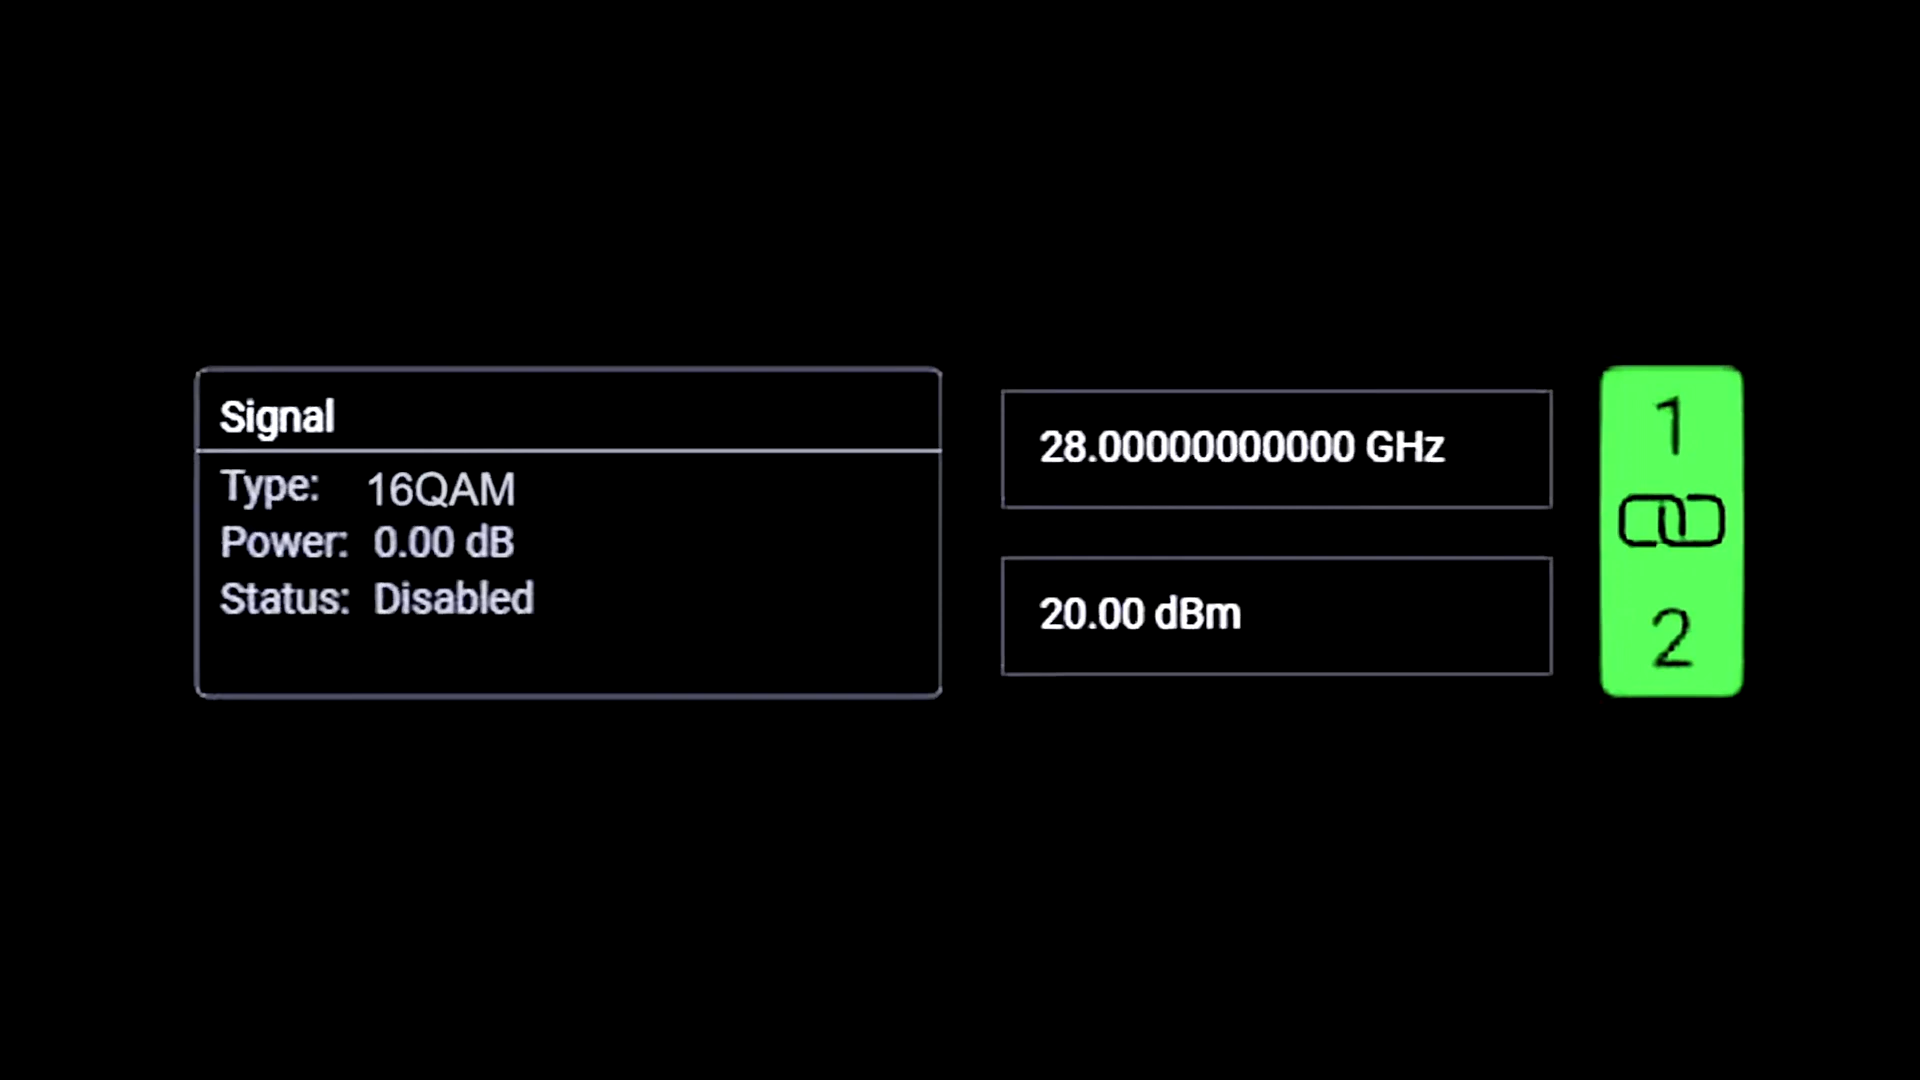 Signal
Type: 16QAM
Power: 0.00 dB
Status: Disabled
28.00000000000 GHz
20.00 dBm
1
2